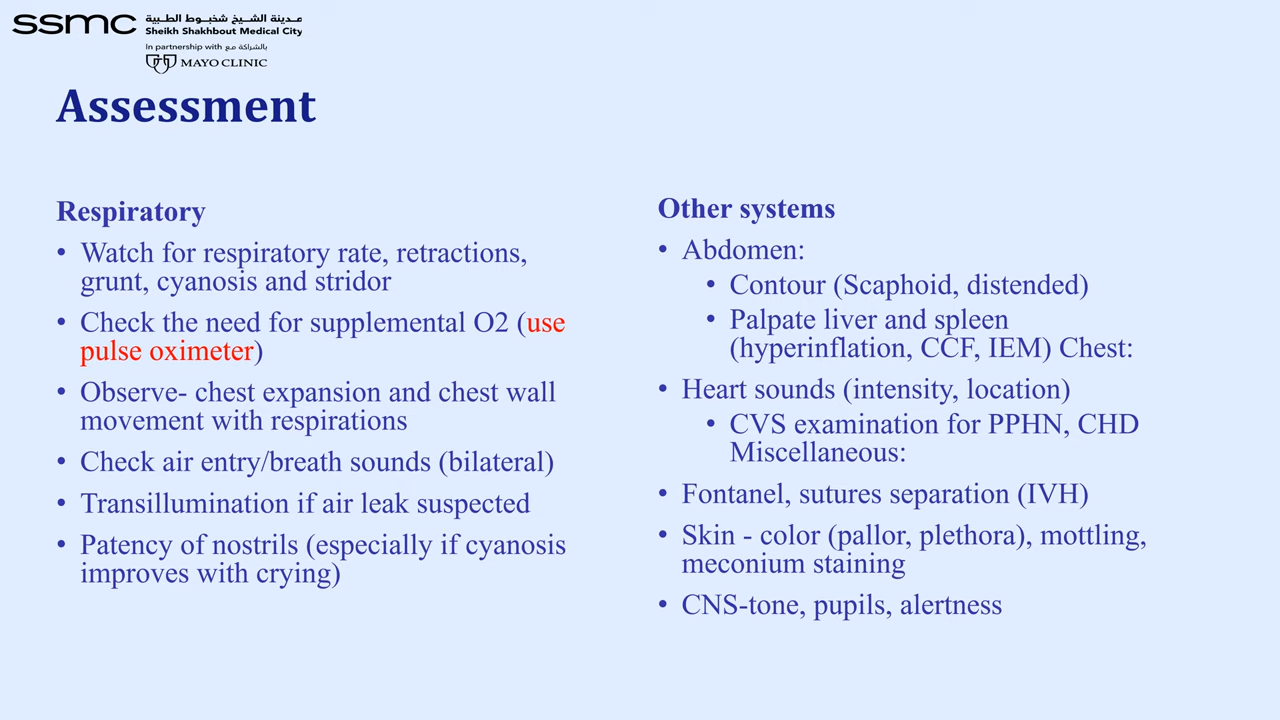 ssmc
مدينة الشيخ شخبوط الطبية
Sheikh Shakhbout Medical City
In partnership with بالشراكة مع
MAYO CLINIC
Assessment
Respiratory
• Watch for respiratory rate, retractions,
grunt, cyanosis and stridor
• Check the need for supplemental O2 (use
pulse oximeter)
• Observe- chest expansion and chest wall
movement with respirations
• Check air entry/breath sounds (bilateral)
• Transillumination if air leak suspected
• Patency of nostrils (especially if cyanosis
improves with crying)
Other systems
• Abdomen:
• Contour (Scaphoid, distended)
• Palpate liver and spleen
(hyperinflation, CCF, IEM) Chest:
• Heart sounds (intensity, location)
• CVS examination for PPHN, CHD
Miscellaneous:
• Fontanel, sutures separation (IVH)
• Skin - color (pallor, plethora), mottling,
meconium staining
• CNS-tone, pupils, alertness